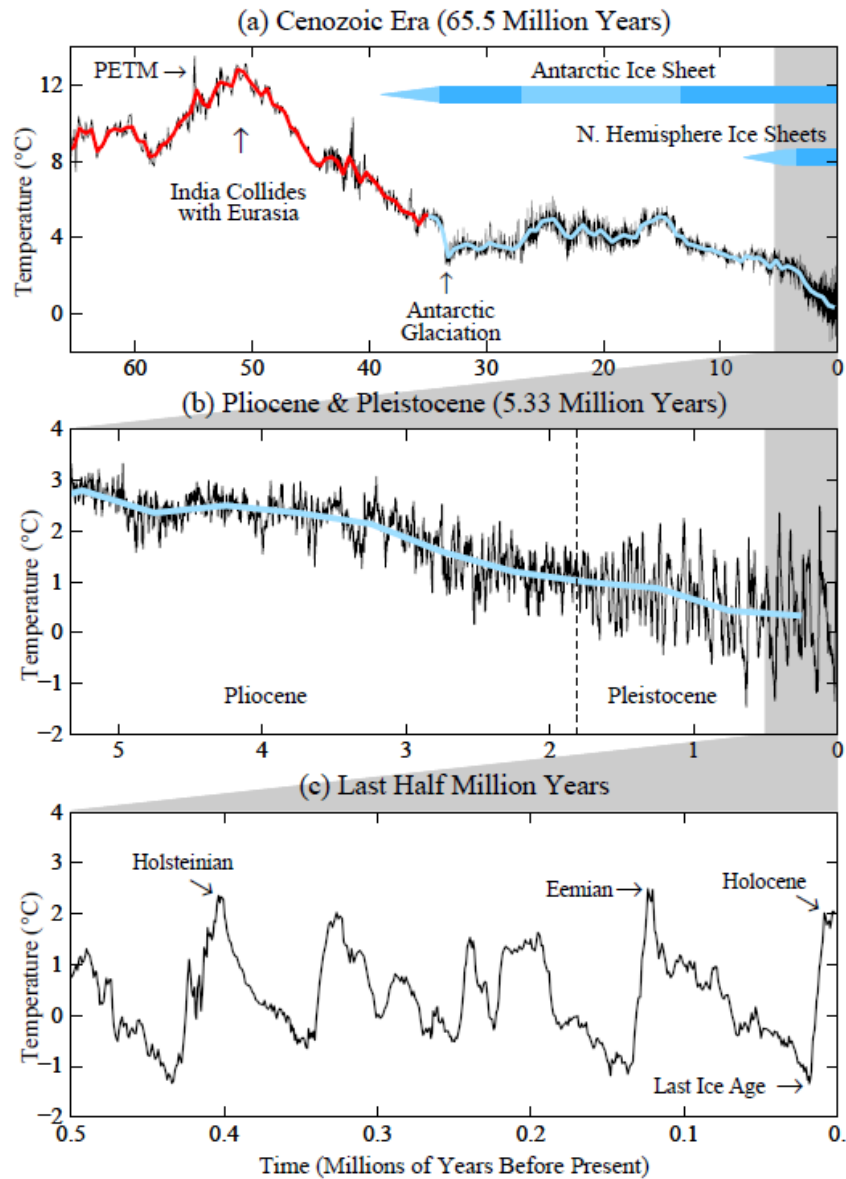 (a) Cenozoic Era (65.5 Million Years)
PETM →
Antarctic Ice Sheet
N. Hemisphere Ice Sheets
↑
India Collides
with Eurasia
↑
Antarctic
Glaciation
Temperature (°C)
12
8
4
0
60 50 40 30 20 10 0
(b) Pliocene & Pleistocene (5.33 Million Years)
Temperature (°C)
4
3
2
1
0
−1
−2
Pliocene
Pleistocene
5 4 3 2 1 0
(c) Last Half Million Years
Temperature (°C)
4
3
2
1
0
−1
−2
Holsteinian
Eemian →
Holocene
Last Ice Age →
0.5 0.4 0.3 0.2 0.1 0.
Time (Millions of Years Before Present)